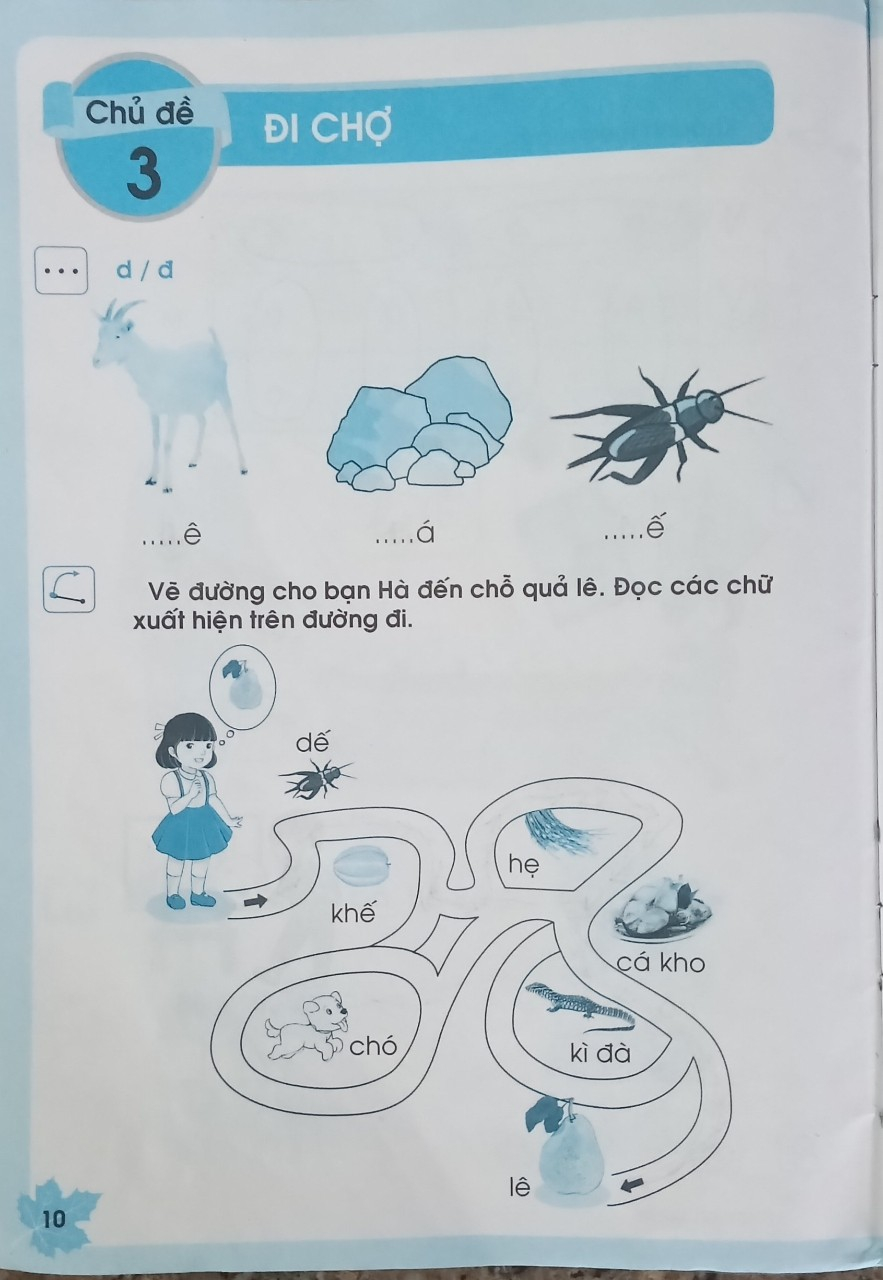 Chủ đề
3
ĐI CHỢ
... d / đ
.....ê .....á .....ế
Vẽ đường cho bạn Hà đến chỗ quả lê. Đọc các chữ
xuất hiện trên đường đi.
dế
hẹ
khế
cá kho
chó
kì đà
lê
10